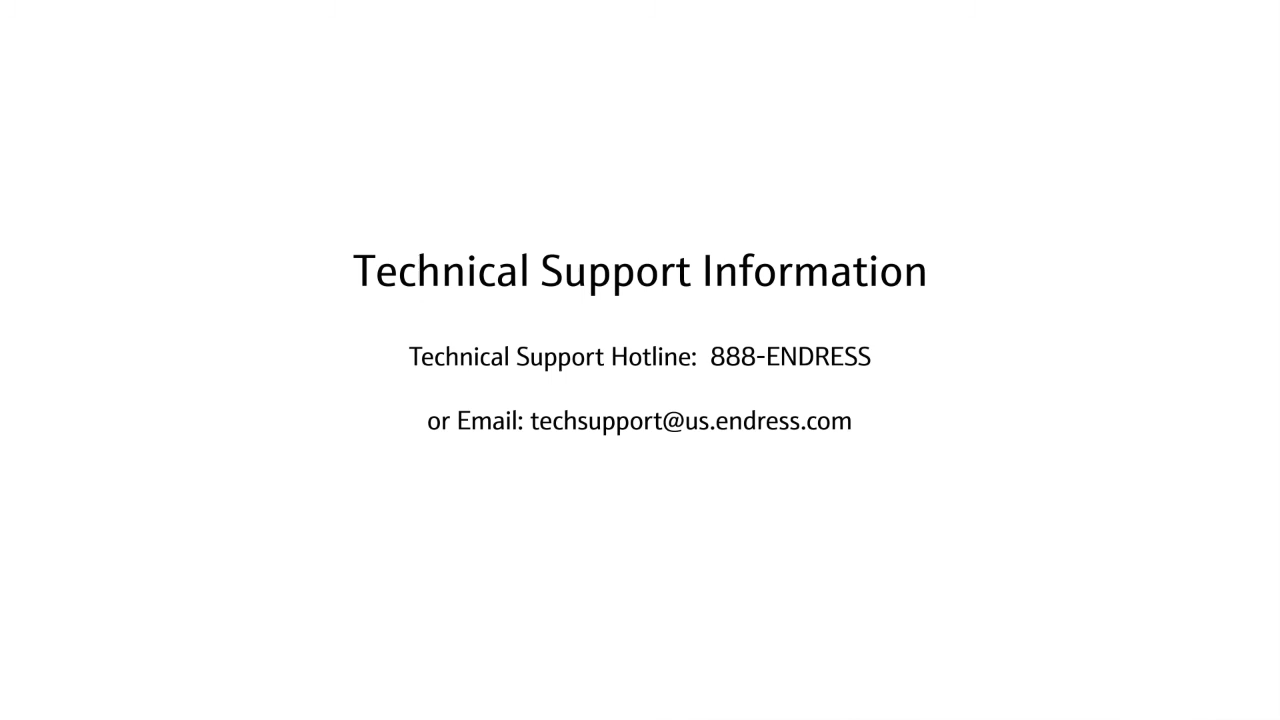 Technical Support Information
Technical Support Hotline:  888-ENDRESS
or Email: techsupport@us.endress.com